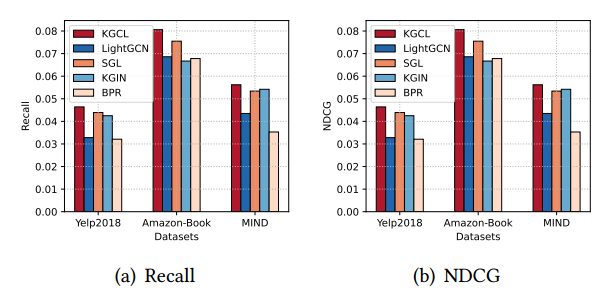 0.08
0.07
0.06
0.05
0.04
0.03
0.02
0.01
0.00
Recall
KGCL
LightGCN
SGL
KGIN
BPR
Yelp2018 Amazon-Book MIND
Datasets
(a) Recall
0.08
0.07
0.06
0.05
0.04
0.03
0.02
0.01
0.00
NDCG
KGCL
LightGCN
SGL
KGIN
BPR
Yelp2018 Amazon-Book MIND
Datasets
(b) NDCG